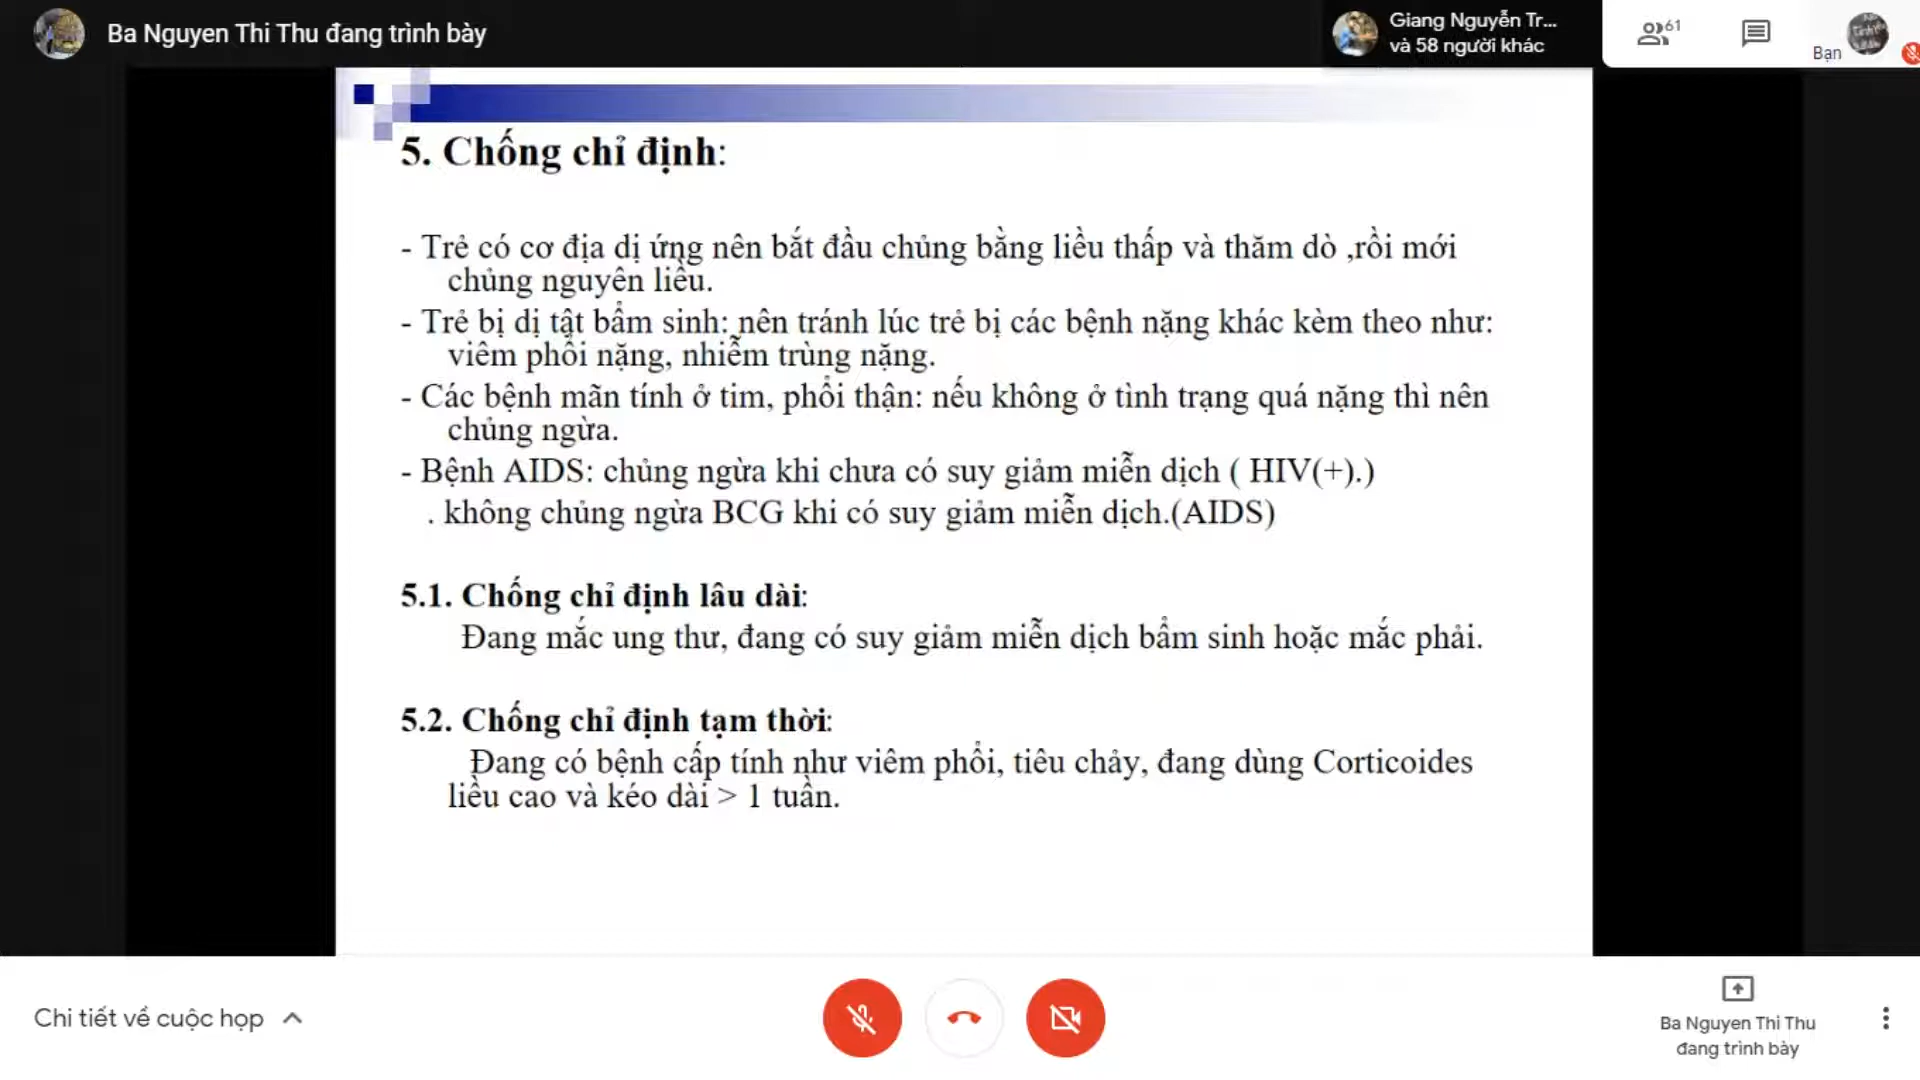 Ba Nguyen Thi Thu đang trình bày
Giang Nguyễn Tr...
và 58 người khác
61
Bạn
5. Chống chỉ định:
- Trẻ có cơ địa dị ứng nên bắt đầu chủng bằng liều thấp và thăm dò ,rồi mới
chủng nguyên liều.
- Trẻ bị dị tật bẩm sinh: nên tránh lúc trẻ bị các bệnh nặng khác kèm theo như:
viêm phổi nặng, nhiễm trùng nặng.
- Các bệnh mãn tính ở tim, phổi thận: nếu không ở tình trạng quá nặng thì nên
chủng ngừa.
- Bệnh AIDS: chủng ngừa khi chưa có suy giảm miễn dịch ( HIV(+).)
. không chủng ngừa BCG khi có suy giảm miễn dịch.(AIDS)
5.1. Chống chỉ định lâu dài:
Đang mắc ung thư, đang có suy giảm miễn dịch bẩm sinh hoặc mắc phải.
5.2. Chống chỉ định tạm thời:
Đang có bệnh cấp tính như viêm phổi, tiêu chảy, đang dùng Corticoides
liều cao và kéo dài > 1 tuần.
Chi tiết về cuộc họp
Ba Nguyen Thi Thu
đang trình bày